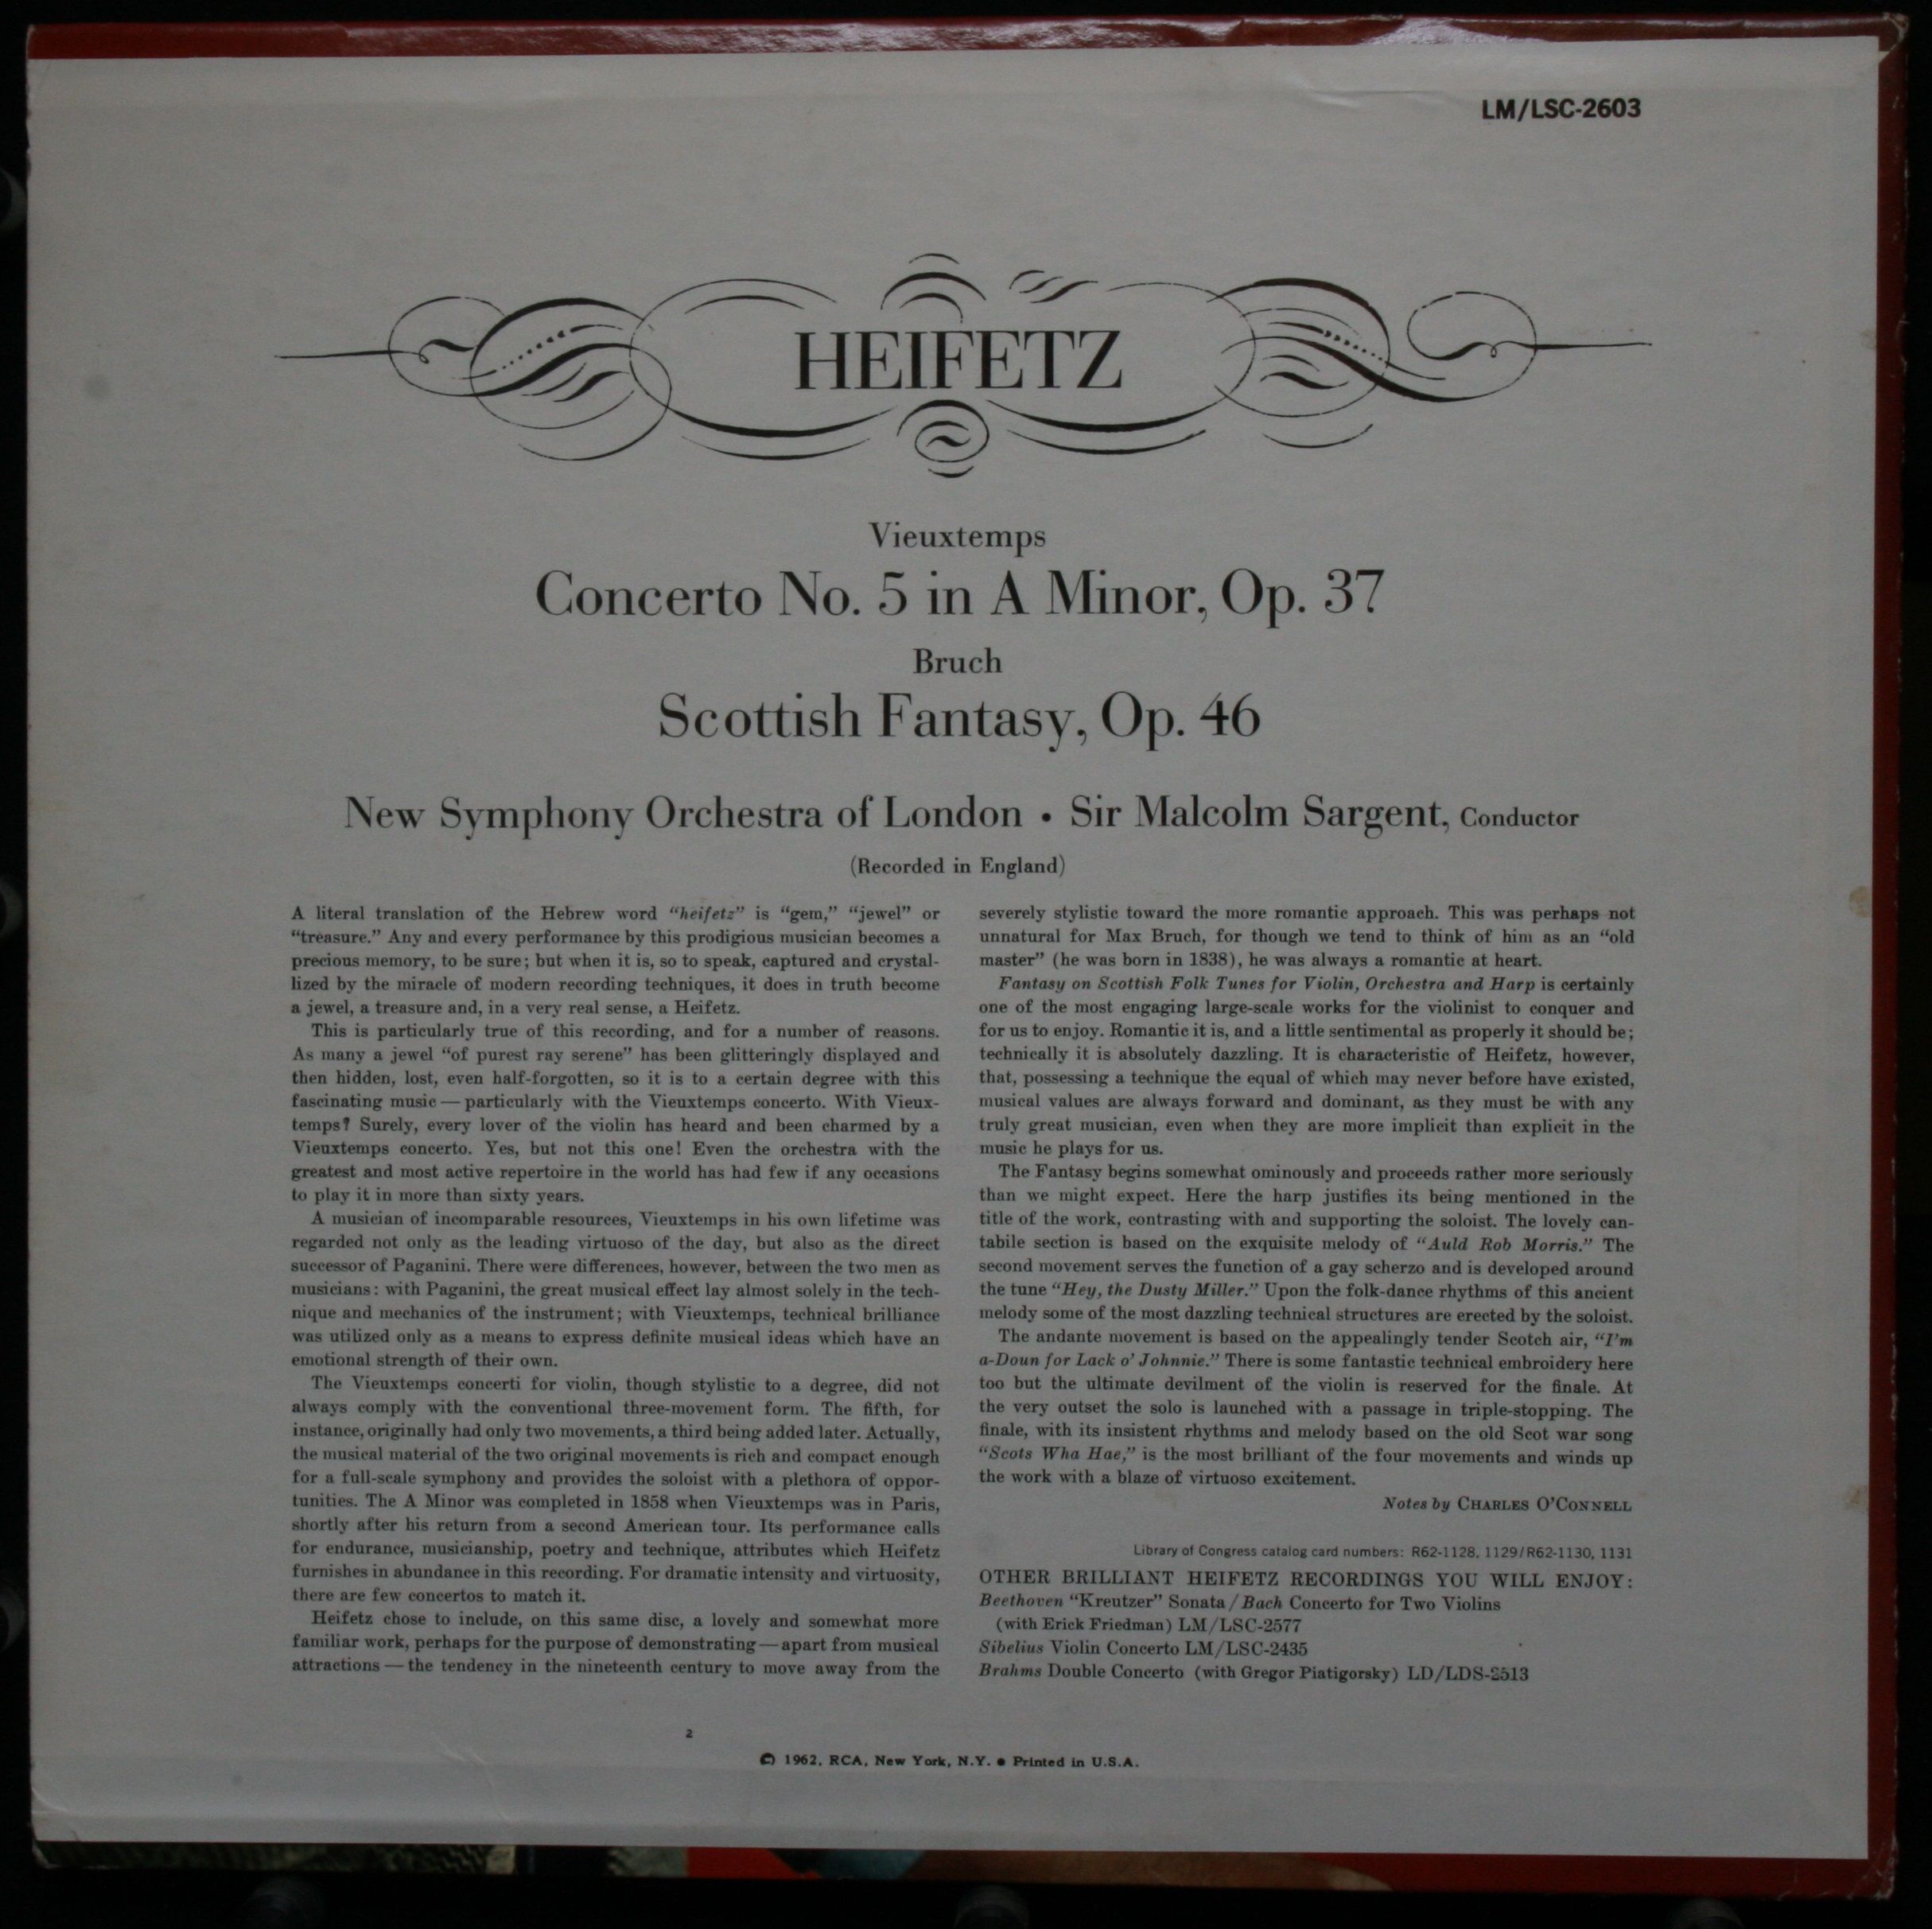 LM/LSC-2603
HEIFETZ
Vieuxtemps
Concerto No. 5 in A Minor, Op. 37
Bruch
Scottish Fantasy, Op. 46
New Symphony Orchestra of London • Sir Malcolm Sargent, Conductor
(Recorded in England)
A literal translation of the Hebrew word “heifetz” is “gem,” “jewel” or
“treasure.” Any and every performance by this prodigious musician becomes a
precious memory, to be sure; but when it is, so to speak, captured and crystal-
lized by the miracle of modern recording techniques, it does in truth become
a jewel, a treasure and, in a very real sense, a Heifetz.
This is particularly true of this recording, and for a number of reasons.
As many a jewel “of purest ray serene” has been glitteringly displayed and
then hidden, lost, even half-forgotten, so it is to a certain degree with this
fascinating music — particularly with the Vieuxtemps concerto. With Vieux-
temps? Surely, every lover of the violin has heard and been charmed by a
Vieuxtemps concerto. Yes, but not this one! Even the orchestra with the
greatest and most active repertoire in the world has had few if any occasions
to play it in more than sixty years.
A musician of incomparable resources, Vieuxtemps in his own lifetime was
regarded not only as the leading virtuoso of the day, but also as the direct
successor of Paganini. There were differences, however, between the two men as
musicians: with Paganini, the great musical effect lay almost solely in the tech-
nique and mechanics of the instrument; with Vieuxtemps, technical brilliance
was utilized only as a means to express definite musical ideas which have an
emotional strength of their own.
The Vieuxtemps concerti for violin, though stylistic to a degree, did not
always comply with the conventional three-movement form. The fifth, for
instance, originally had only two movements, a third being added later. Actually,
the musical material of the two original movements is rich and compact enough
for a full-scale symphony and provides the soloist with a plethora of oppor-
tunities. The A Minor was completed in 1858 when Vieuxtemps was in Paris,
shortly after his return from a second American tour. Its performance calls
for endurance, musicianship, poetry and technique, attributes which Heifetz
furnishes in abundance in this recording. For dramatic intensity and virtuosity,
there are few concertos to match it.
Heifetz chose to include, on this same disc, a lovely and somewhat more
familiar work, perhaps for the purpose of demonstrating — apart from musical
attractions — the tendency in the nineteenth century to move away from the
severely stylistic toward the more romantic approach. This was perhaps not
unnatural for Max Bruch, for though we tend to think of him as an “old
master” (he was born in 1838), he was always a romantic at heart.
Fantasy on Scottish Folk Tunes for Violin, Orchestra and Harp is certainly
one of the most engaging large-scale works for the violinist to conquer and
for us to enjoy. Romantic it is, and a little sentimental as properly it should be;
technically it is absolutely dazzling. It is characteristic of Heifetz, however,
that, possessing a technique the equal of which may never before have existed,
musical values are always forward and dominant, as they must be with any
truly great musician, even when they are more implicit than explicit in the
music he plays for us.
The Fantasy begins somewhat ominously and proceeds rather more seriously
than we might expect. Here the harp justifies its being mentioned in the
title of the work, contrasting with and supporting the soloist. The lovely can-
tabile section is based on the exquisite melody of “Auld Rob Morris.” The
second movement serves the function of a gay scherzo and is developed around
the tune “Hey, the Dusty Miller.” Upon the folk-dance rhythms of this ancient
melody some of the most dazzling technical structures are erected by the soloist.
The andante movement is based on the appealingly tender Scotch air, “I’m
a-Doun for Lack o’ Johnnie.” There is some fantastic technical embroidery here
too but the ultimate devilment of the violin is reserved for the finale. At
the very outset the solo is launched with a passage in triple-stopping. The
finale, with its insistent rhythms and melody based on the old Scot war song
“Scots Wha Hae,” is the most brilliant of the four movements and winds up
the work with a blaze of virtuoso excitement.
Notes by CHARLES O’CONNELL
Library of Congress catalog card numbers: R62-1128, 1129/R62-1130, 1131
OTHER BRILLIANT HEIFETZ RECORDINGS YOU WILL ENJOY:
Beethoven “Kreutzer” Sonata / Bach Concerto for Two Violins
(with Erick Friedman) LM/LSC-2577
Sibelius Violin Concerto LM/LSC-2435
Brahms Double Concerto (with Gregor Piatigorsky) LD/LDS-2513
2
© 1962, RCA, New York, N.Y. • Printed in U.S.A.